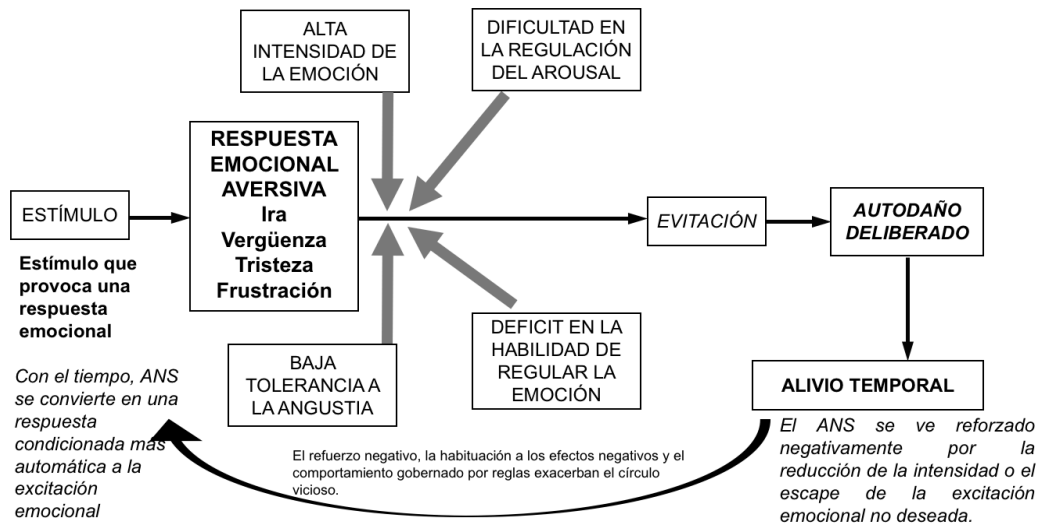 ALTA
INTENSIDAD DE
LA EMOCIÓN
DIFICULTAD EN
LA REGULACIÓN
DEL AROUSAL
ESTÍMULO
Estímulo que
provoca una
respuesta
emocional
RESPUESTA
EMOCIONAL
AVERSIVA
Ira
Vergüenza
Tristeza
Frustración
EVITACIÓN
AUTODAÑO
DELIBERADO
BAJA
TOLERANCIA A
LA ANGUSTIA
DEFICIT EN LA
HABILIDAD DE
REGULAR LA
EMOCIÓN
ALIVIO TEMPORAL
El ANS se ve reforzado
negativamente por la
reducción de la intensidad o el
escape de la excitación
emocional no deseada.
El refuerzo negativo, la habituación a los efectos negativos y el
comportamiento gobernado por reglas exacerban el círculo
vicioso.
Con el tiempo, ANS
se convierte en una
respuesta
condicionada más
automática a la
excitación
emocional